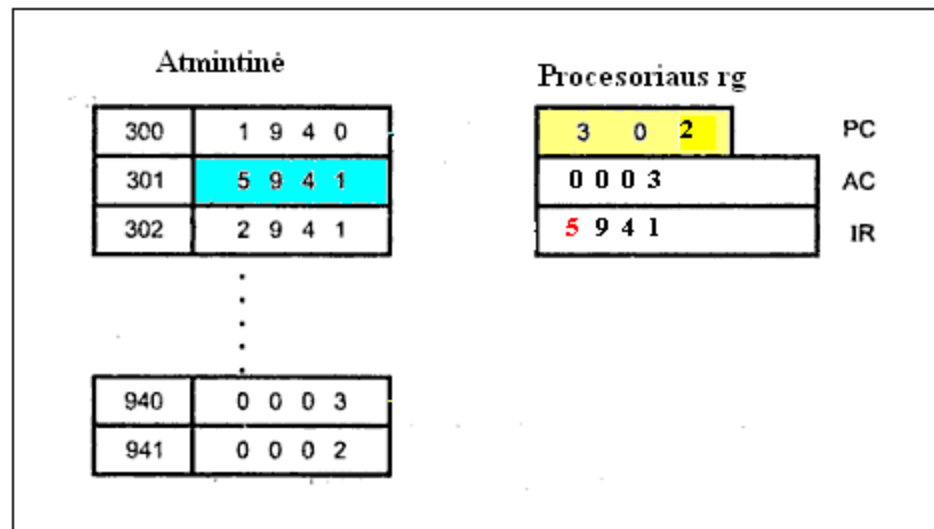 Atmintinė
300 1 9 4 0
301 5 9 4 1
302 2 9 4 1
940 0 0 0 3
941 0 0 0 2
Procesoriaus rg
3 0 2 PC
0 0 0 3 AC
5 9 4 1 IR